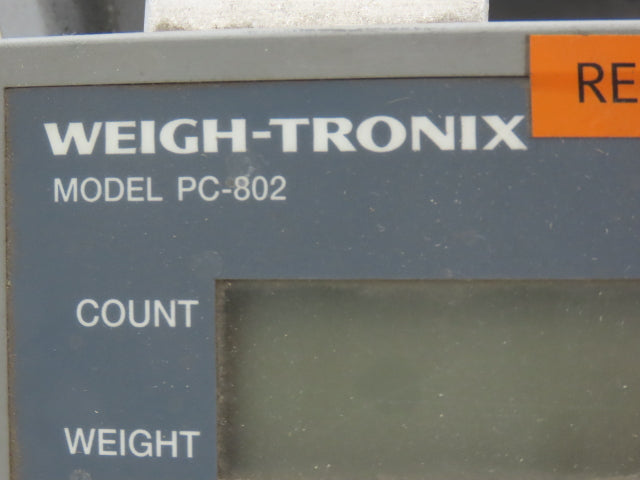 RE
WEIGH-TRONIX
MODEL PC-802
COUNT
WEIGHT